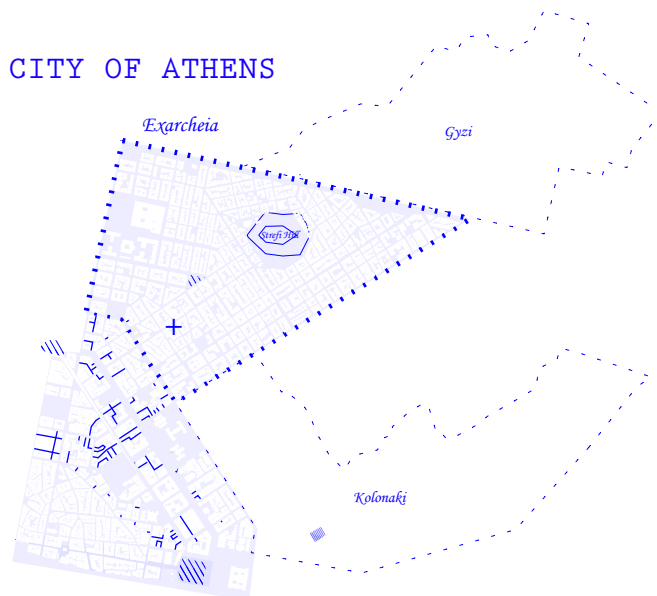 CITY OF ATHENS
Exarcheia
Gyzi
Strefi Hill
Kolonaki